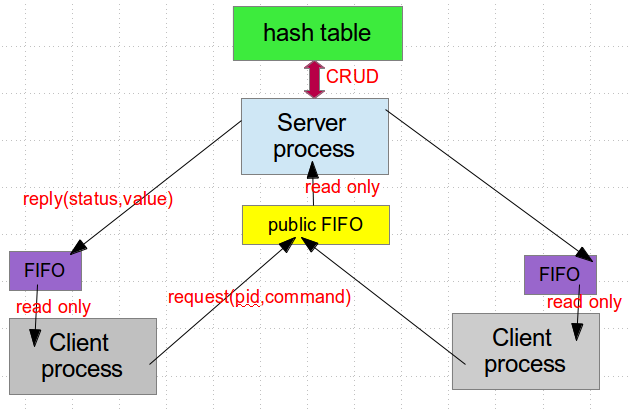 hash table
CRUD
Server
process
read only
reply(status,value)
public FIFO
FIFO
FIFO
read only
request(pid,command)
read only
Client
process
Client
process